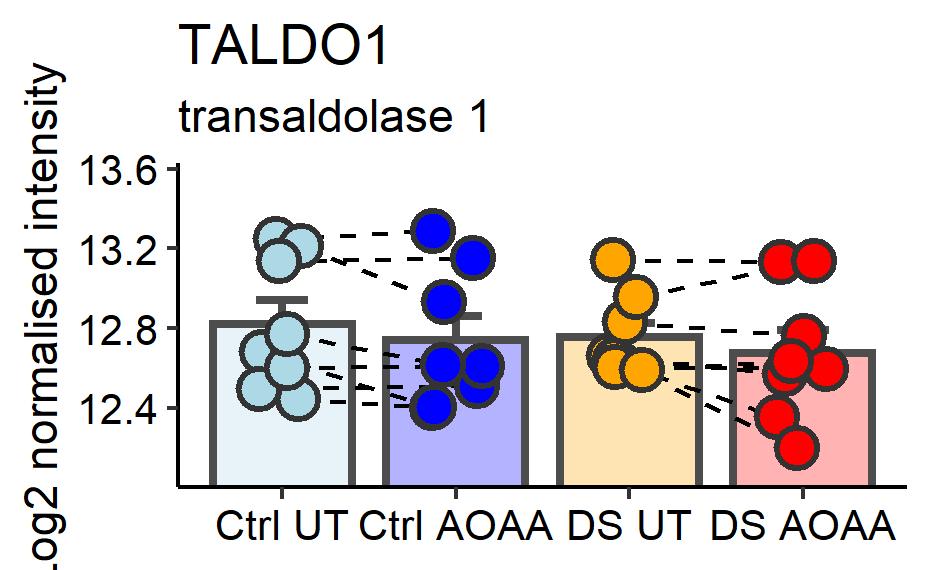 TALDO1
transaldolase 1
.og2 normalised intensity
13.6
13.2
12.8
12.4
Ctrl UT Ctrl AOAA DS UT DS AOAA